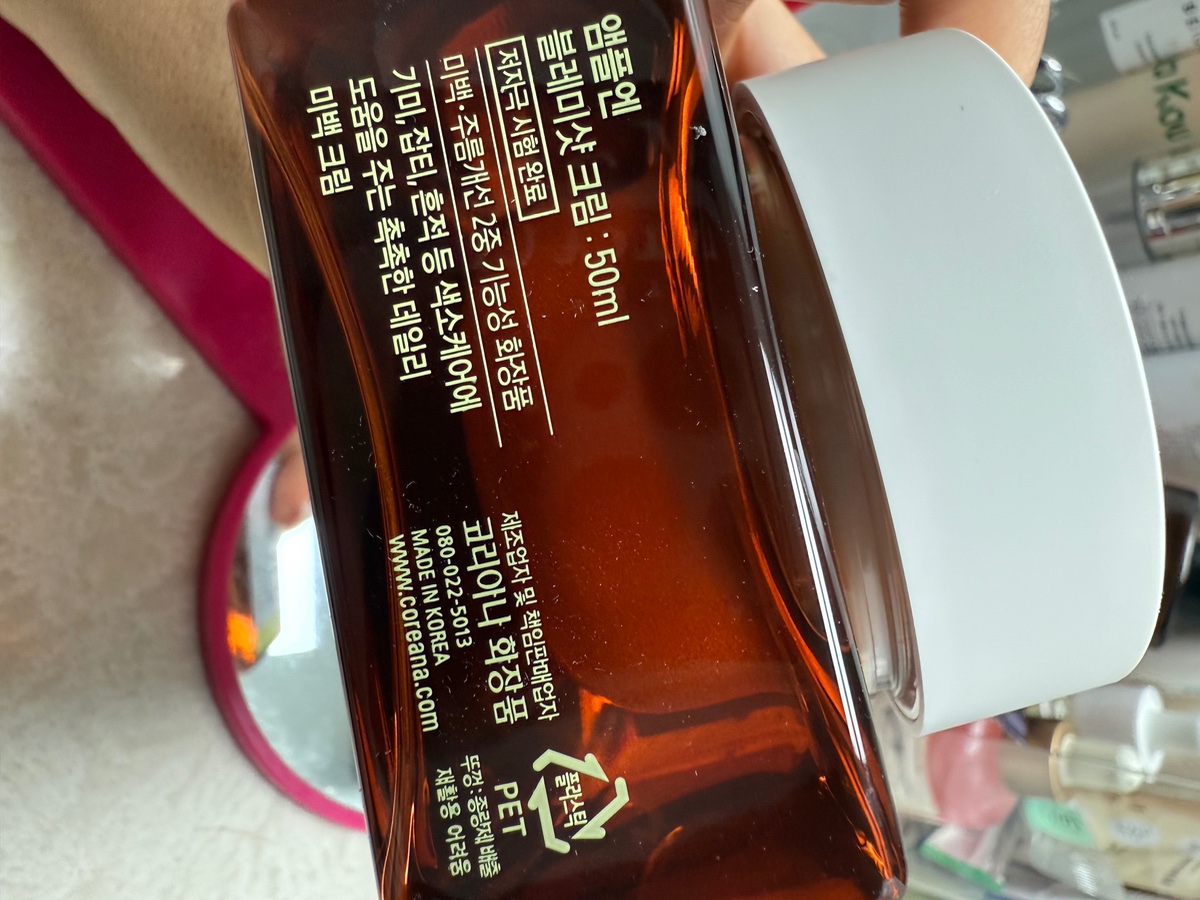 앰플엔
블레미샷 크림 : 50ml
저자극 시험 완료
미백·주름개선 2중 기능성 화장품
기미, 잡티, 흔적 등 색소케어에
도움을 주는 촉촉한 데일리
미백 크림
제조업자 및 책임판매업자
코리아나 화장품
080-022-5013
MADE IN KOREA
www.coreana.com
플라스틱
PET
뚜껑 : 종량제 배출
재활용 어려움